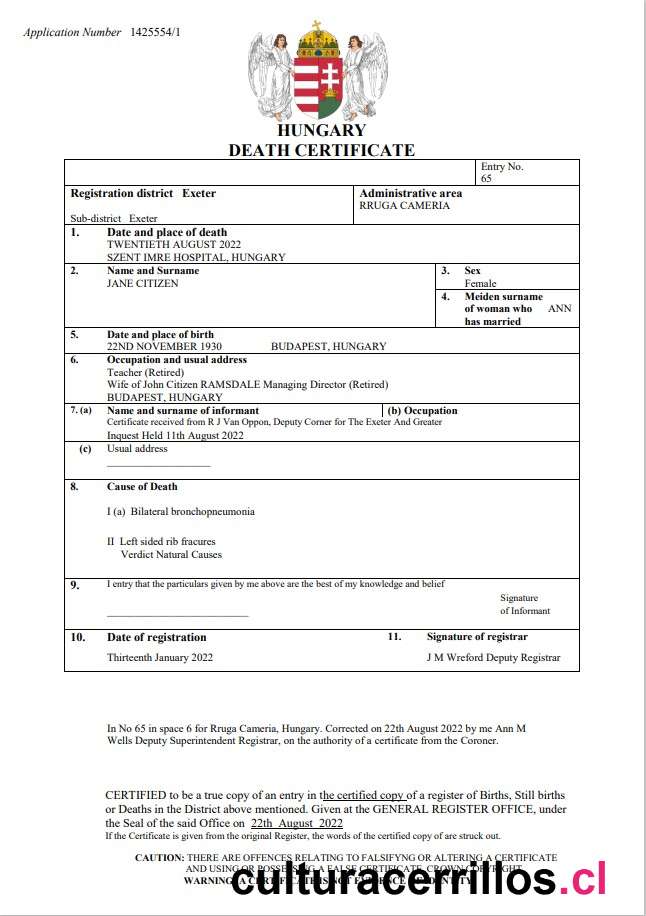 Application Number 1425554/1
HUNGARY
DEATH CERTIFICATE
Entry No.
65
Registration district Exeter
Administrative area
RRUGA CAMERIA
Sub-district Exeter
1. Date and place of death
TWENTIETH AUGUST 2022
SZENT IMRE HOSPITAL, HUNGARY
2. Name and Surname
JANE CITIZEN
3. Sex
Female
4. Meiden surname
of woman who ANN
has married
5. Date and place of birth
22ND NOVEMBER 1930 BUDAPEST, HUNGARY
6. Occupation and usual address
Teacher (Retired)
Wife of John Citizen RAMSDALE Managing Director (Retired)
BUDAPEST, HUNGARY
7. (a) Name and surname of informant (b) Occupation
Certificate received from R J Van Oppon, Deputy Corner for The Exeter And Greater
Inquest Held 11th August 2022
(c) Usual address
8. Cause of Death
I (a) Bilateral bronchopneumonia
II Left sided rib fracures
Verdict Natural Causes
9. I entry that the particulars given by me above are the best of my knowledge and belief
Signature
of Informant
10. Date of registration
Thirteenth January 2022
11. Signature of registrar
J M Wreford Deputy Registrar
In No 65 in space 6 for Rruga Cameria, Hungary. Corrected on 22th August 2022 by me Ann M
Wells Deputy Superintendent Registrar, on the authority of a certificate from the Coroner.
CERTIFIED to be a true copy of an entry in the certified copy of a register of Births, Still births
or Deaths in the District above mentioned. Given at the GENERAL REGISTER OFFICE, under
the Seal of the said Office on 22th August 2022
If the Certificate is given from the original Register, the words of the certified copy of are struck out.
CAUTION: THERE ARE OFFENCES RELATING TO FALSIFYNG OR ALTERING A CERTIFICATE
AND USING OR POSSESSING A FALSE CERTIFICATE, CROWN COPYRIGHT
WARNING A CERTIFICATE IS NOT EVIDENCE OF IDENTITY
culturacerrillos.cl